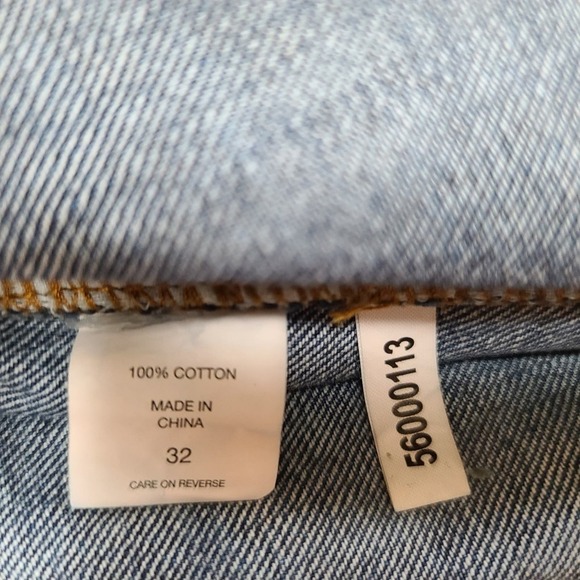 100% COTTON
MADE IN
CHINA
32
CARE ON REVERSE
56000113